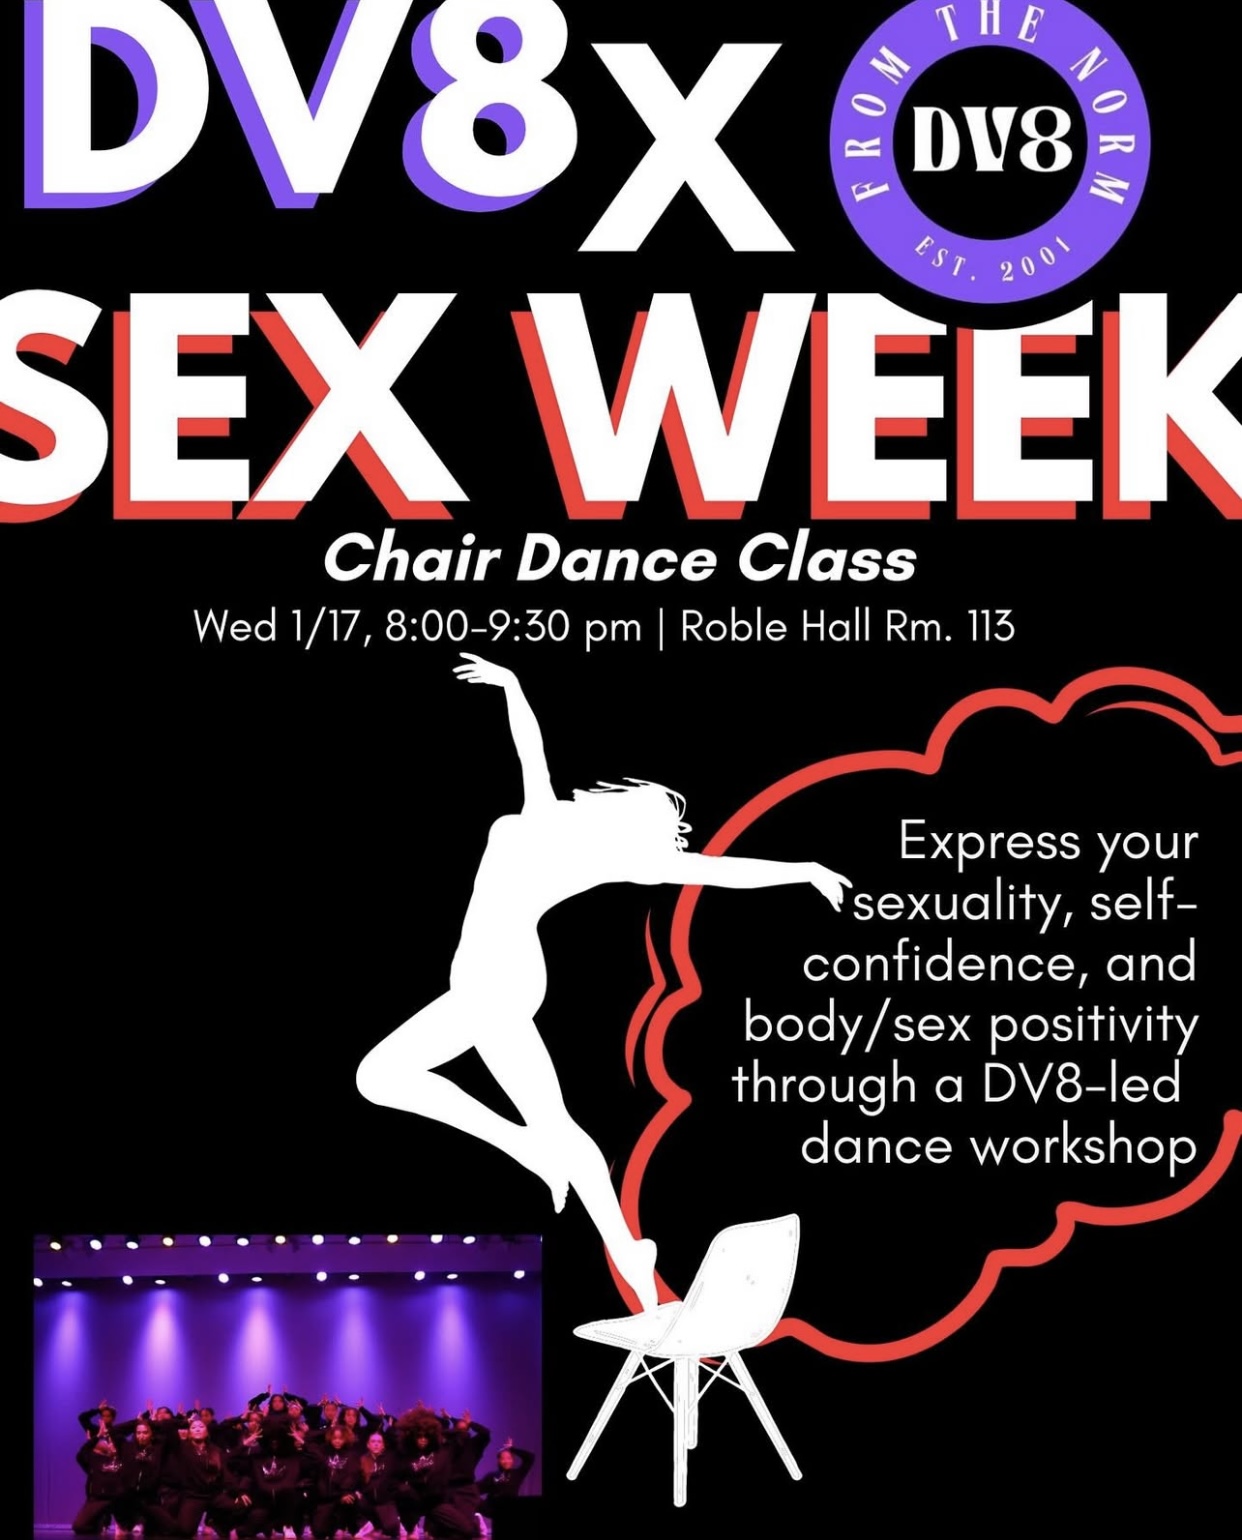 DV8x
FROM THE NORM
DV8
EST. 2001
SEX WEEK
Chair Dance Class
Wed 1/17, 8:00-9:30 pm | Roble Hall Rm. 113
Express your
sexuality, self-
confidence, and
body/sex positivity
through a DV8-led
dance workshop